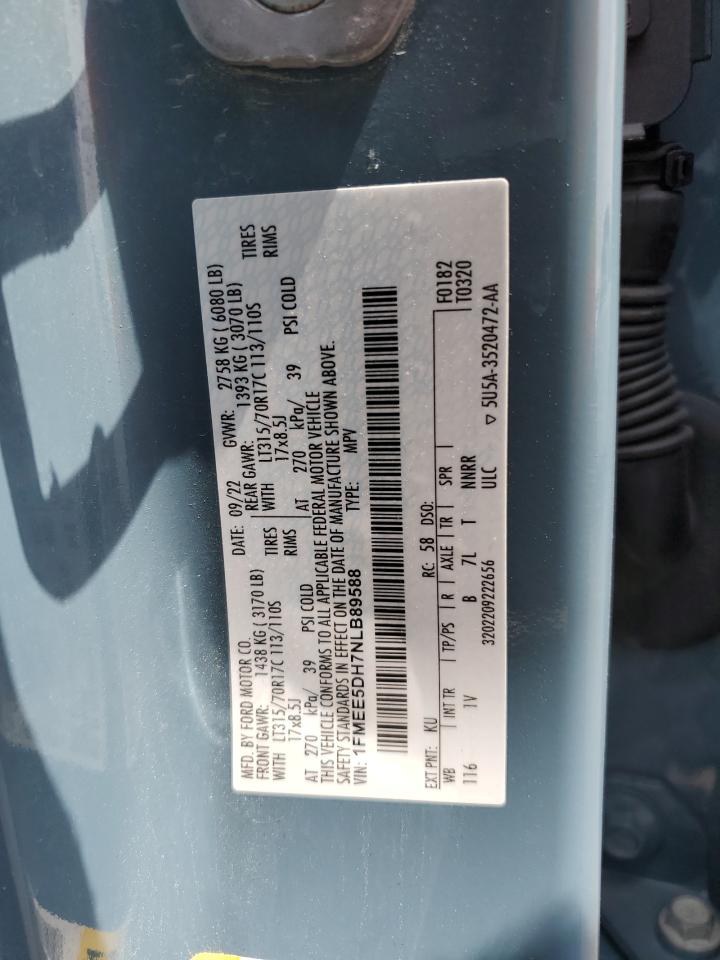 MFD. BY FORD MOTOR CO.
DATE: 09/22 GVWR: 2758 KG ( 6080 LB)
FRONT GAWR: 1438 KG ( 3170 LB) REAR GAWR: 1393 KG ( 3070 LB)
WITH LT315/70R17C 113/110S TIRES WITH LT315/70R17C 113/110S TIRES
17x8.5J RIMS 17x8.5J RIMS
AT 270 kPa/ 39 PSI COLD AT 270 kPa/ 39 PSI COLD
THIS VEHICLE CONFORMS TO ALL APPLICABLE FEDERAL MOTOR VEHICLE
SAFETY STANDARDS IN EFFECT ON THE DATE OF MANUFACTURE SHOWN ABOVE.
VIN: 1FMEE5DH7NLB89588 TYPE: MPV
EXT PNT: KU RC: 58 DSO: F0182
WB INT TR TP/PS R AXLE TR SPR T0320
116 1V B 7L T NNRR
3202209222656 ULC ▽ 5U5A-3520472-AA